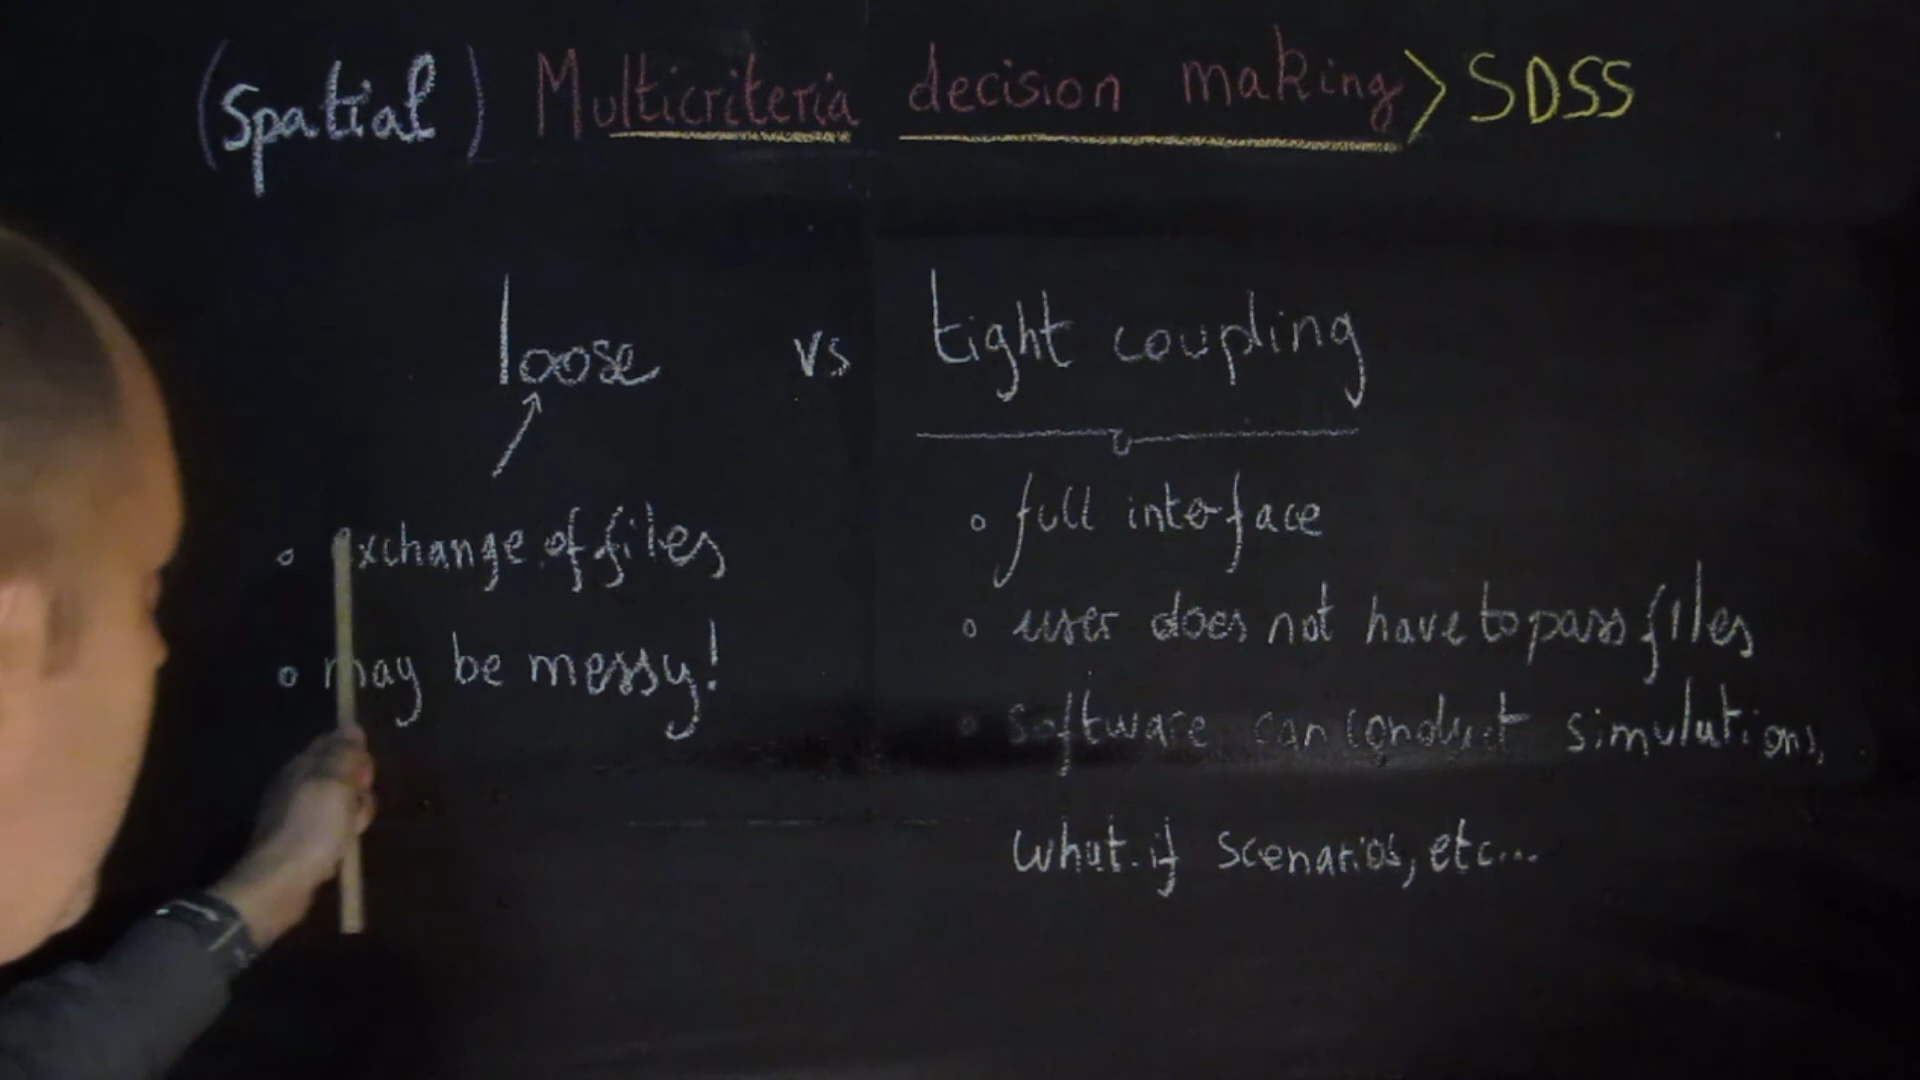 (Spatial) Multicriteria decision making > SDSS
loose vs tight coupling
• exchange of files
• may be messy!
• full interface
• user does not have to pass files
• software can conduct simulations,
what.if scenarios, etc...